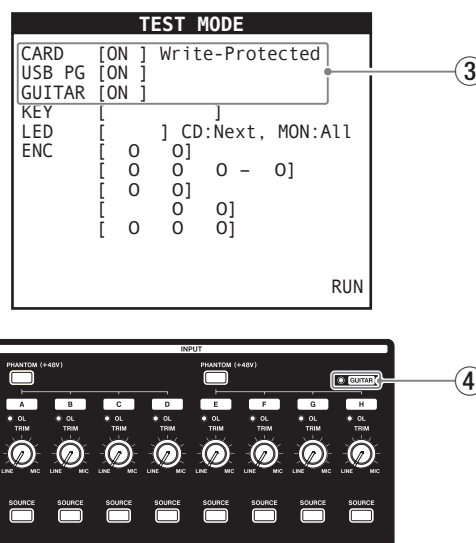 TEST MODE
CARD [ON ] Write-Protected
USB PG [ON ]
GUITAR [ON ]
3
KEY [ ]
LED [ ] CD:Next, MON:All
ENC [ O O]
[ O O O – O]
[ O O]
[ O O]
[ O O O]
RUN
INPUT
PHANTOM (+48V) PHANTOM (+48V)
GUITAR
4
A B C D E F G H
OL OL OL OL OL OL OL OL
TRIM TRIM TRIM TRIM TRIM TRIM TRIM TRIM
LINE MIC LINE MIC LINE MIC LINE MIC LINE MIC LINE MIC LINE MIC LINE MIC
SOURCE SOURCE SOURCE SOURCE SOURCE SOURCE SOURCE SOURCE